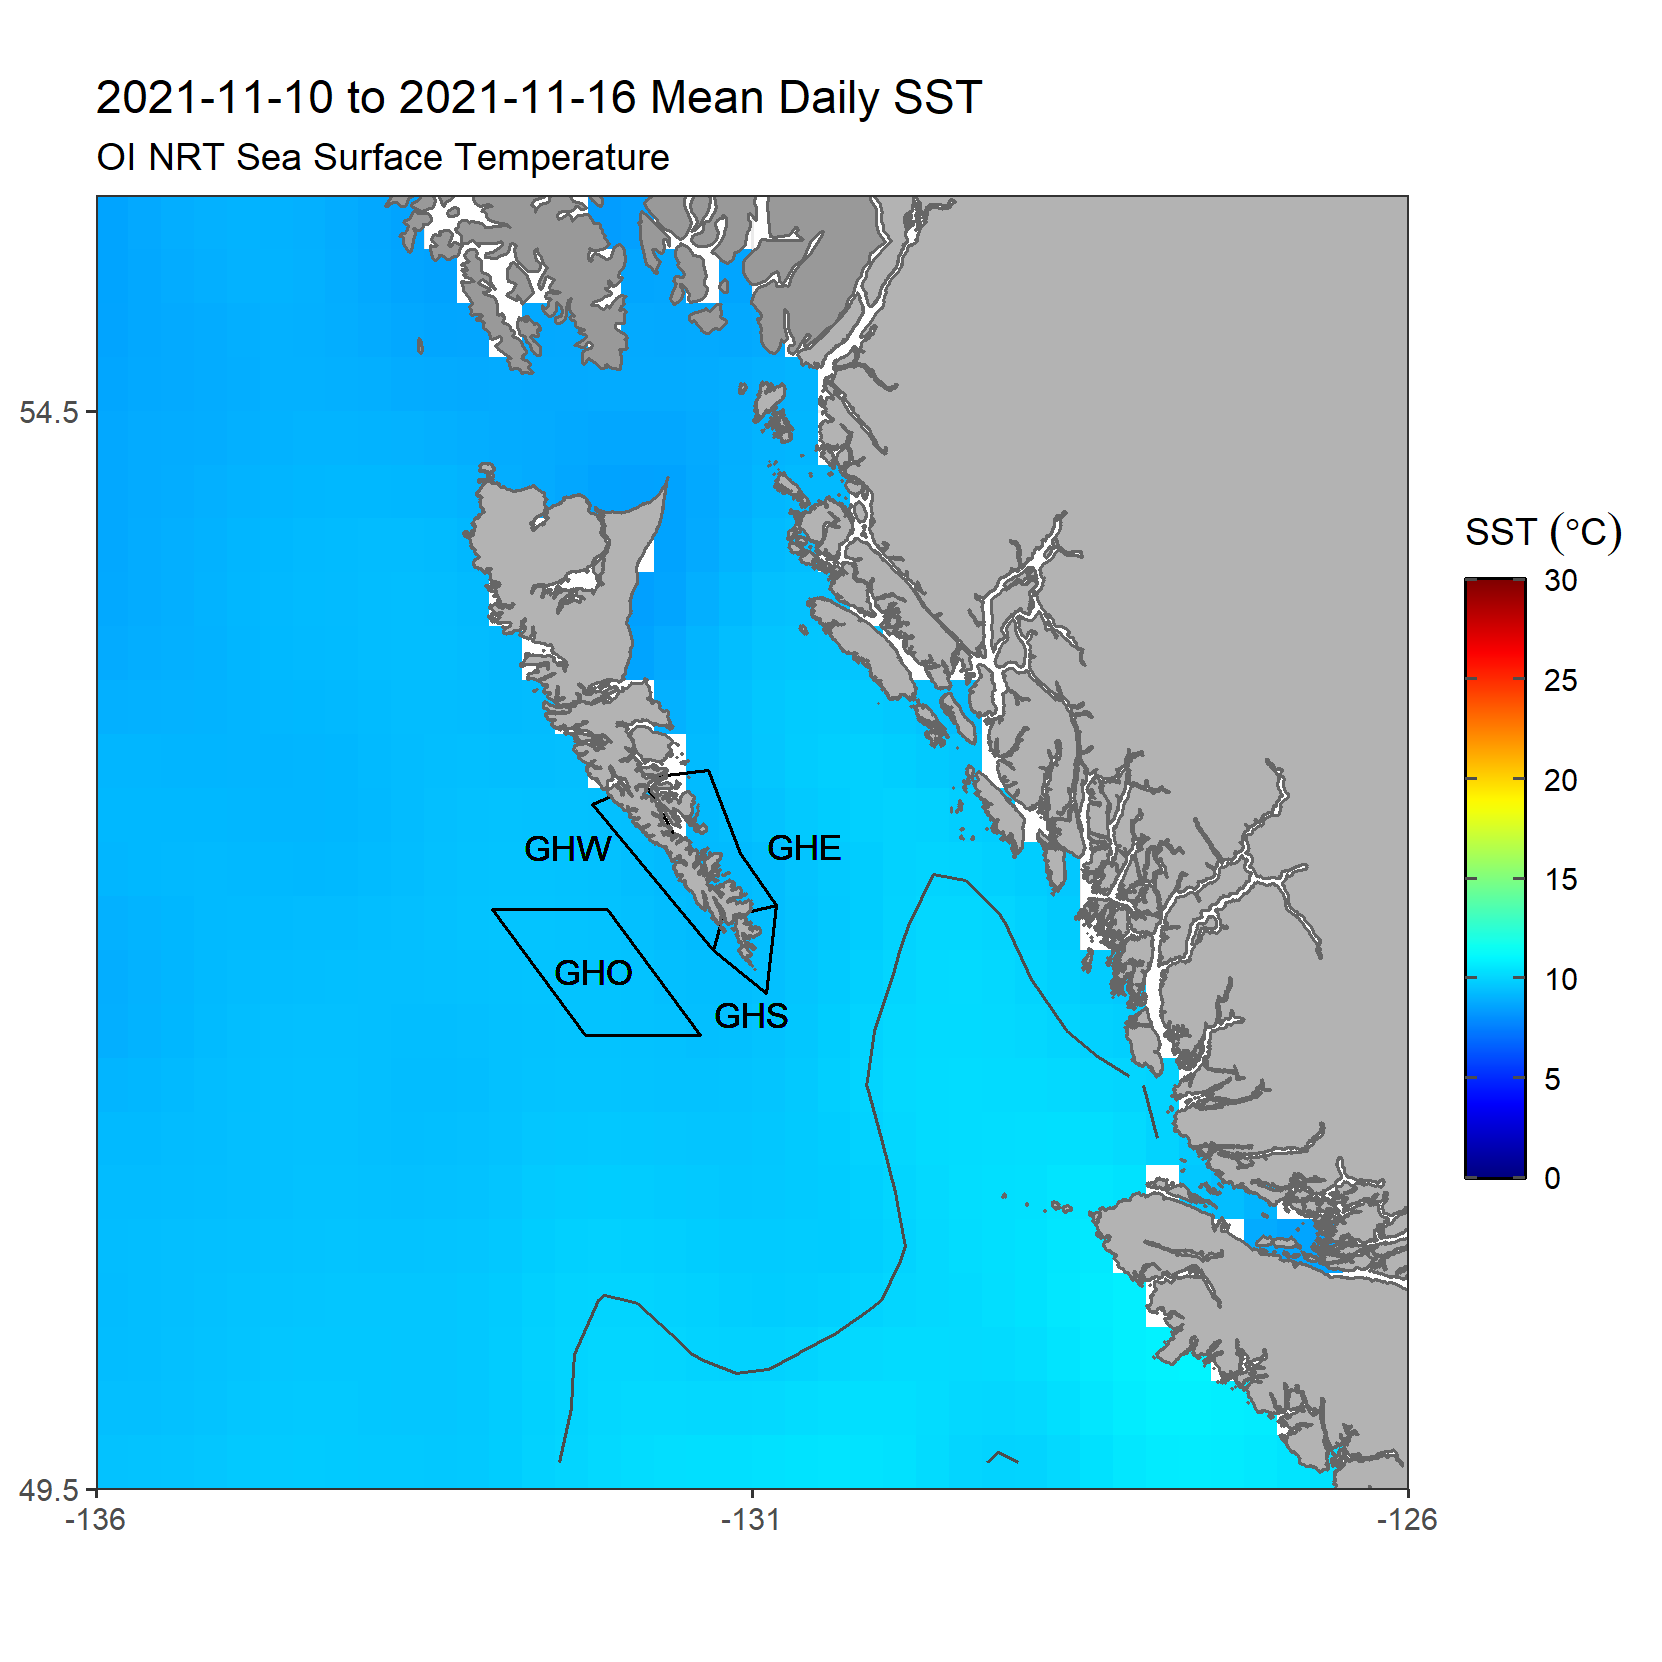 2021-11-10 to 2021-11-16 Mean Daily SST
OI NRT Sea Surface Temperature
54.5
49.5
-136
-131
-126
GHW
GHE
GHO
GHS
SST (°C)
30
25
20
15
10
5
0